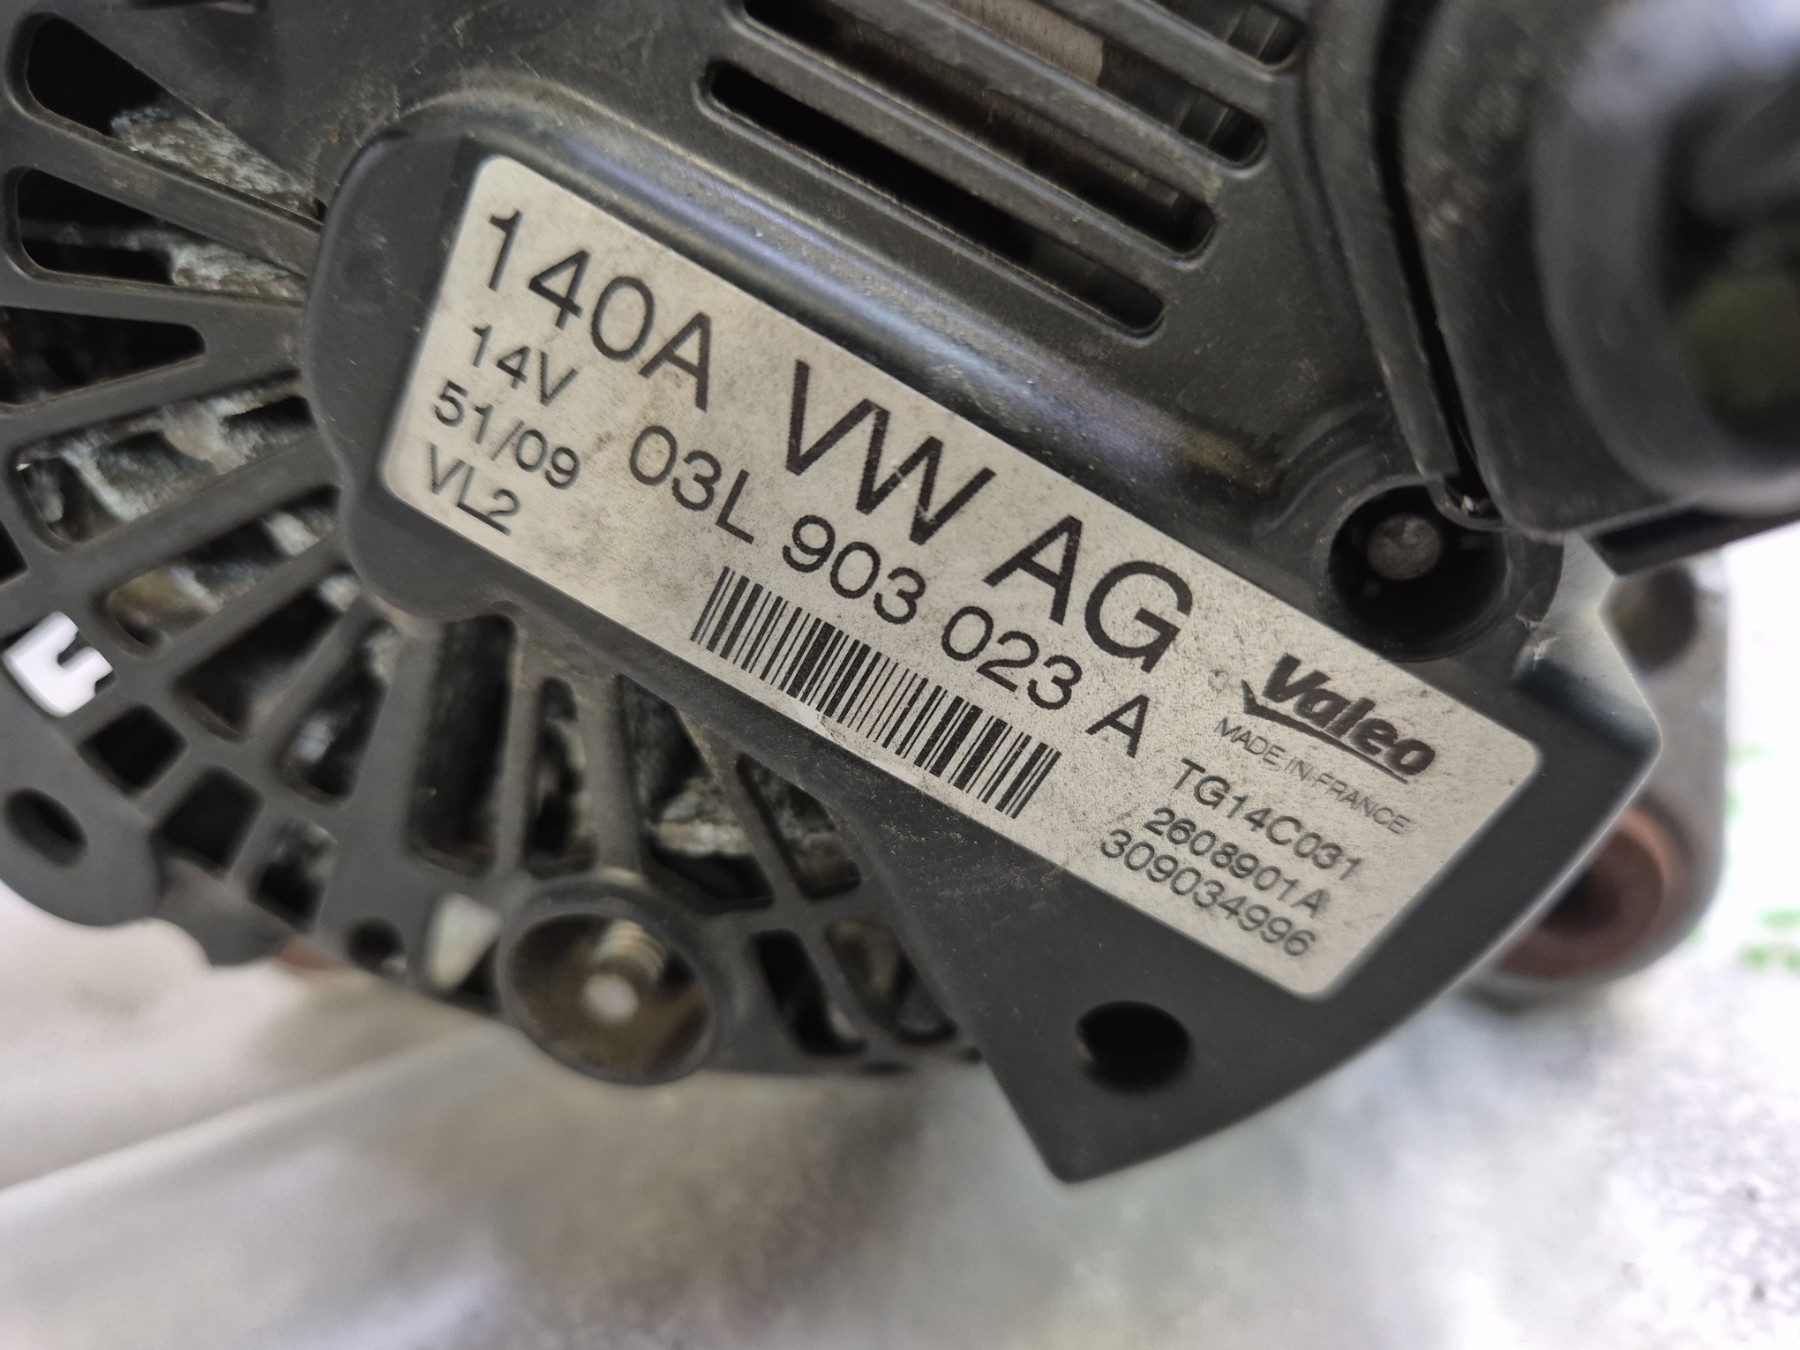 140A VW AG
14V 03L 903 023 A
51/09
VL2
Valeo
MADE IN FRANCE
TG14C031
2608901A
309034996